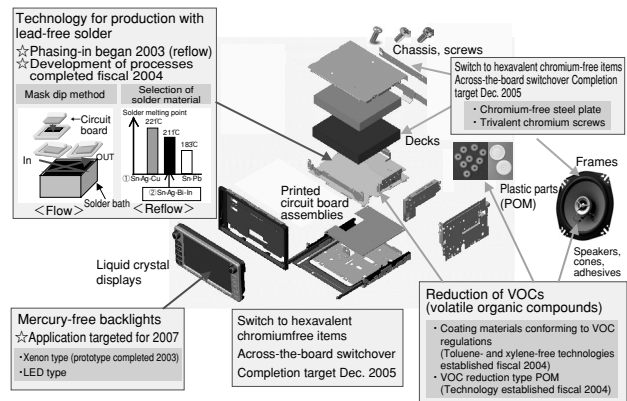 Technology for production with
lead-free solder
☆Phasing-in began 2003 (reflow)
☆Development of processes
completed fiscal 2004
Mask dip method
Selection of
solder material
Circuit
board
In
OUT
Solder bath
<Flow>
Solder melting point
221℃
211℃
183℃
①Sn-Ag-Cu
Sn-Pb
②Sn-Ag-Bi-In
<Reflow>
Chassis, screws
Switch to hexavalent chromium-free items
Across-the-board switchover Completion
target Dec. 2005
・Chromium-free steel plate
・Trivalent chromium screws
Decks
Frames
Plastic parts
(POM)
Printed
circuit board
assemblies
Speakers,
cones,
adhesives
Liquid crystal
displays
Mercury-free backlights
☆Application targeted for 2007
・Xenon type (prototype completed 2003)
・LED type
Switch to hexavalent
chromiumfree items
Across-the-board switchover
Completion target Dec. 2005
Reduction of VOCs
(volatile organic compounds)
・Coating materials conforming to VOC
regulations
(Toluene- and xylene-free technologies
established fiscal 2004)
・VOC reduction type POM
(Technology established fiscal 2004)